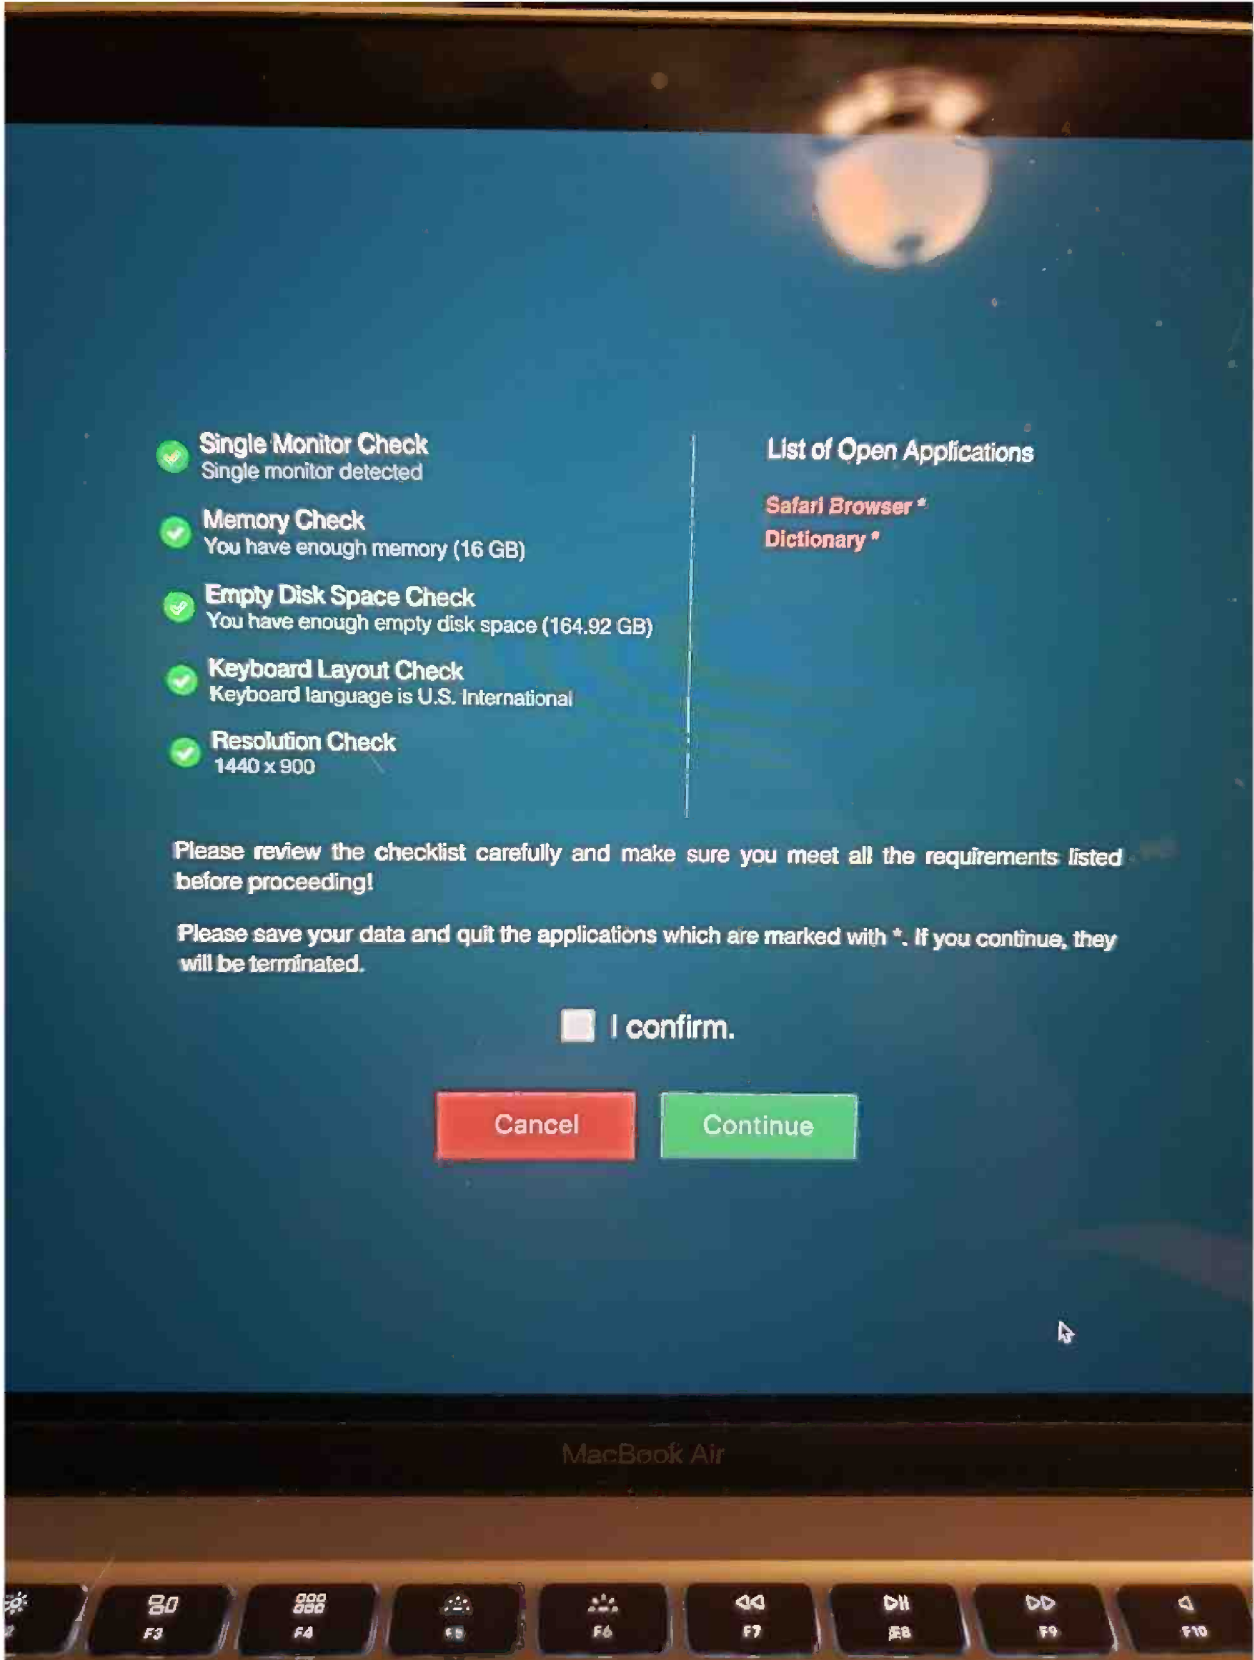 Single Monitor Check
Single monitor detected
Memory Check
You have enough memory (16 GB)
Empty Disk Space Check
You have enough empty disk space (164.92 GB)
Keyboard Layout Check
Keyboard language is U.S. International
Resolution Check
1440 x 900
List of Open Applications
Safari Browser *
Dictionary *
Please review the checklist carefully and make sure you meet all the requirements listed
before proceeding!
Please save your data and quit the applications which are marked with *. If you continue, they
will be terminated.
I confirm.
Cancel
Continue
MacBook Air
F3
F4
F5
F6
F7
F8
F9
F10